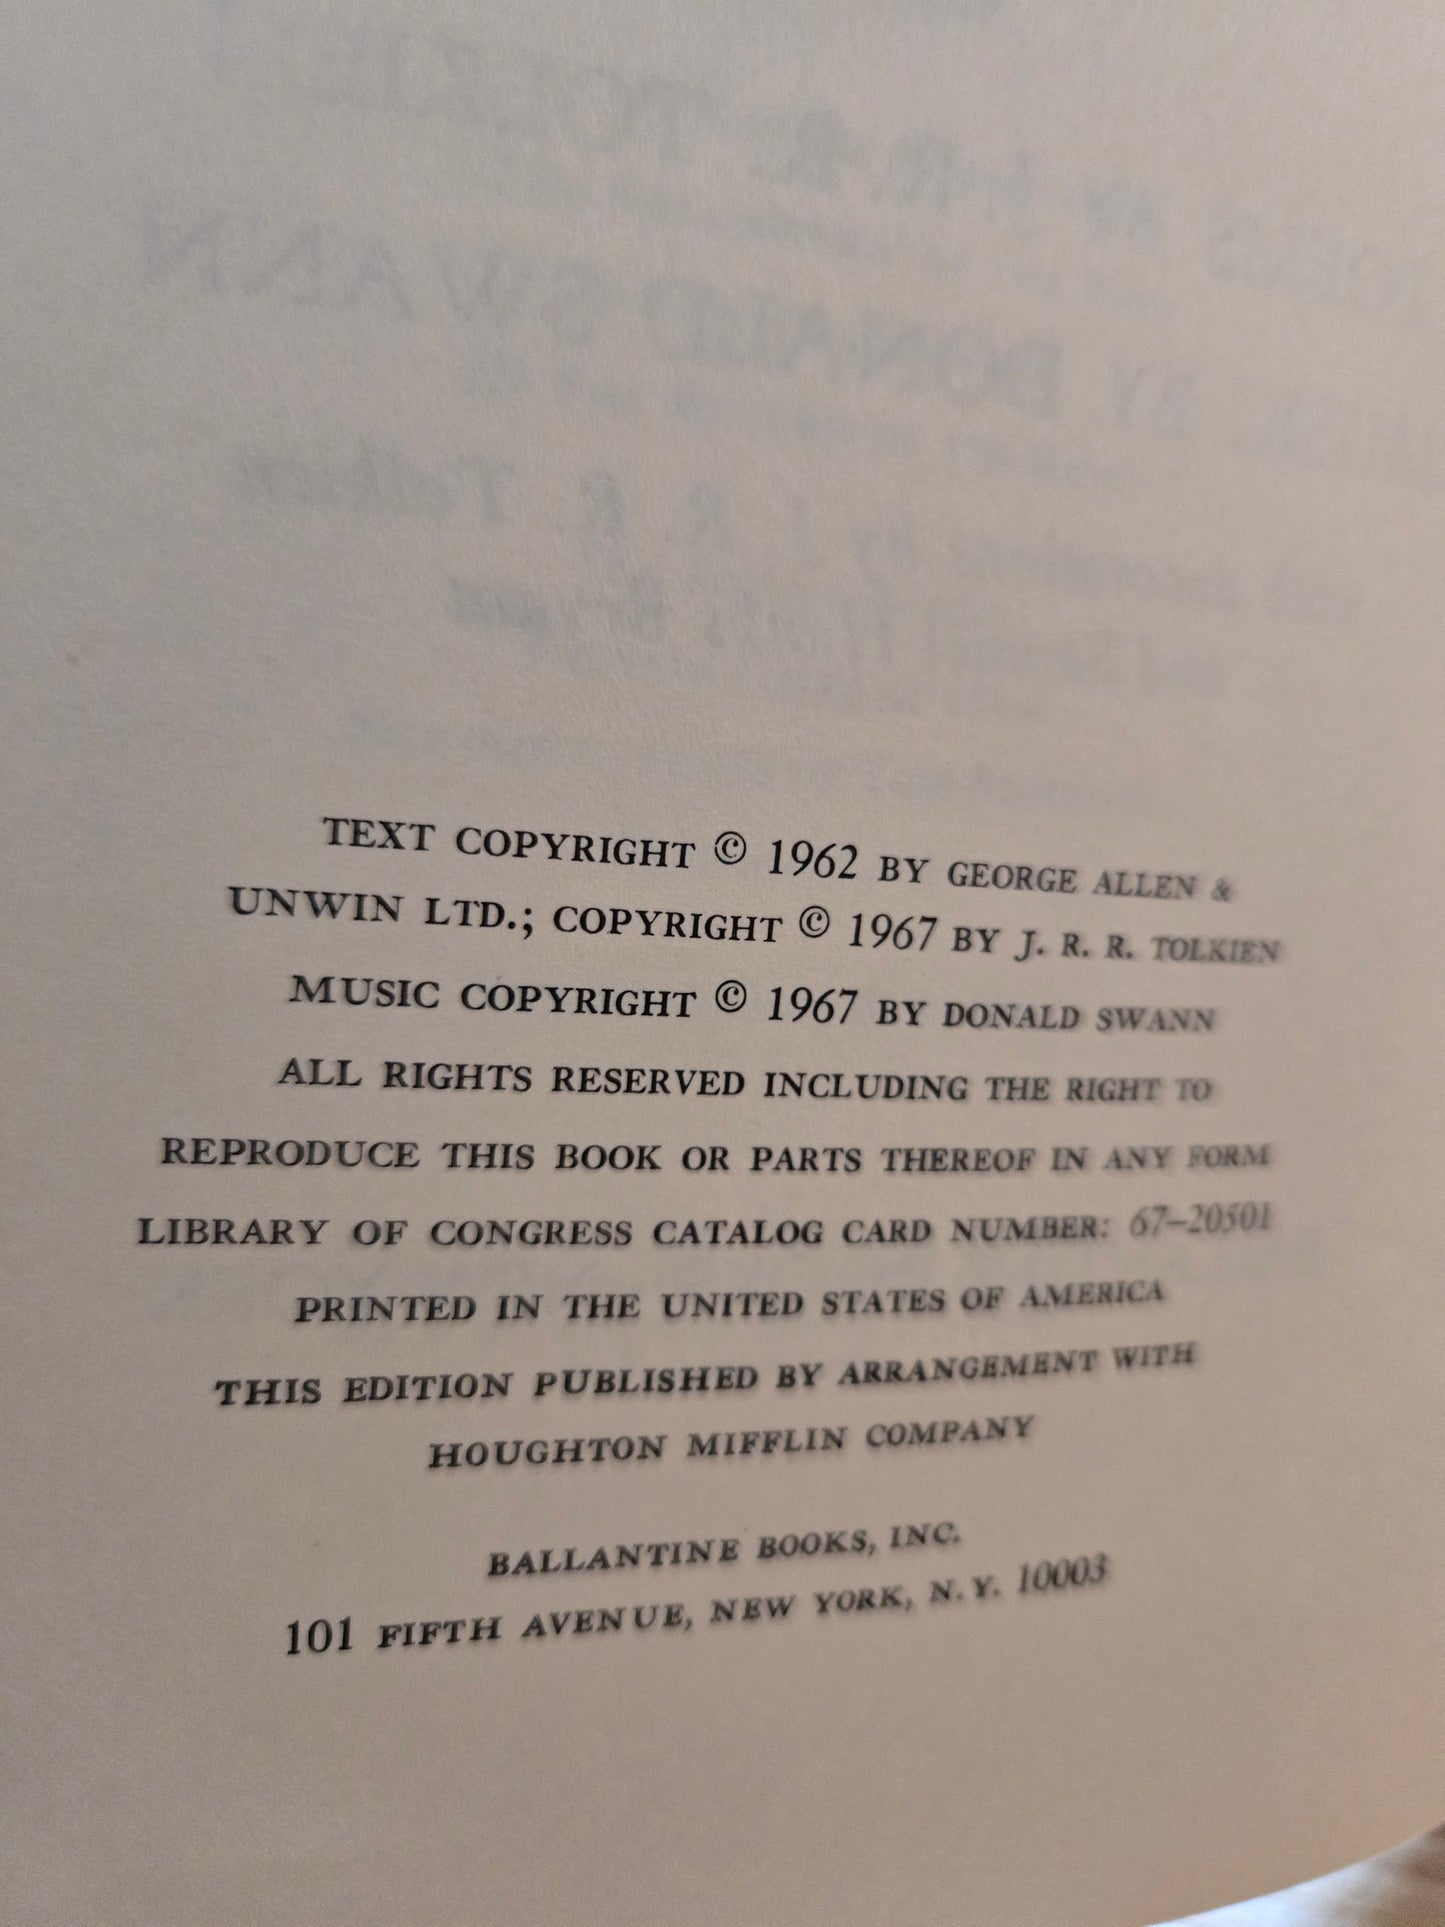 TEXT COPYRIGHT © 1962 BY GEORGE ALLEN &
UNWIN LTD.; COPYRIGHT © 1967 BY J. R. R. TOLKIEN
MUSIC COPYRIGHT © 1967 BY DONALD SWANN
ALL RIGHTS RESERVED INCLUDING THE RIGHT TO
REPRODUCE THIS BOOK OR PARTS THEREOF IN ANY FORM
LIBRARY OF CONGRESS CATALOG CARD NUMBER: 67–20501
PRINTED IN THE UNITED STATES OF AMERICA
THIS EDITION PUBLISHED BY ARRANGEMENT WITH
HOUGHTON MIFFLIN COMPANY
BALLANTINE BOOKS, INC.
101 FIFTH AVENUE, NEW YORK, N.Y. 10003